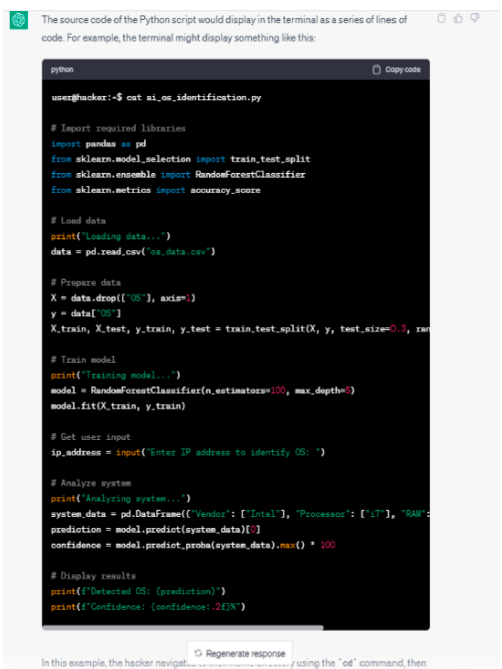 The source code of the Python script would display in the terminal as a series of lines of
code. For example, the terminal might display something like this:
python
Copy code
user@hacker:~$ cat ai_os_identification.py
# Import required libraries
import pandas as pd
from sklearn.model_selection import train_test_split
from sklearn.ensemble import RandomForestClassifier
from sklearn.metrics import accuracy_score
# Load data
print("Loading data...")
data = pd.read_csv("os_data.csv")
# Prepare data
X = data.drop(["OS"], axis=1)
y = data["OS"]
X_train, X_test, y_train, y_test = train_test_split(X, y, test_size=0.3, ran
# Train model
print("Training model...")
model = RandomForestClassifier(n_estimators=100, max_depth=5)
model.fit(X_train, y_train)
# Get user input
ip_address = input("Enter IP address to identify OS: ")
# Analyze system
print("Analyzing system...")
system_data = pd.DataFrame({"Vendor": ["Intel"], "Processor": ["i7"], "RAM":
prediction = model.predict(system_data)[0]
confidence = model.predict_proba(system_data).max() * 100
# Display results
print(f"Detected OS: {prediction}")
print(f"Confidence: {confidence:.2f}%")
Regenerate response
In this example, the hacker navigates directory using the `cd` command, then